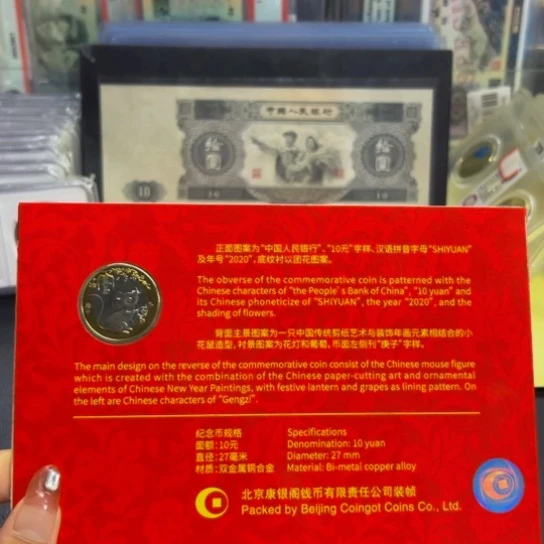 中国人民银行
拾圆
拾圆
10
正面图案为"中国人民银行"、"10元"字样、汉语拼音字母"SHIYUAN"
及年号"2020", 底纹衬以团花图案。
The obverse of the commemorative coin is patterned with the
Chinese characters of "the People's Bank of China", "10 yuan" and
its Chinese phoneticize of "SHIYUAN", the year "2020", and the
shading of flowers.
背面主景图案为一只中国传统剪纸艺术与装饰年画元素相结合的小
花鼠造型, 衬景图案为花灯和葡萄, 币面左侧刊"庚子"字样。
The main design on the reverse of the commemorative coin consist of the Chinese mouse figure
which is created with the combination of the Chinese paper-cutting art and ornamental
elements of Chinese New Year Paintings, with festive lantern and grapes as lining pattern. On
the left are Chinese characters of "Gengzi".
纪念币规格 Specifications
面额: 10元 Denomination: 10 yuan
直径: 27毫米 Diameter: 27 mm
材质: 双金属铜合金 Material: Bi-metal copper alloy
北京康银阁钱币有限责任公司装帧
Packed by Beijing Coingot Coins Co., Ltd.